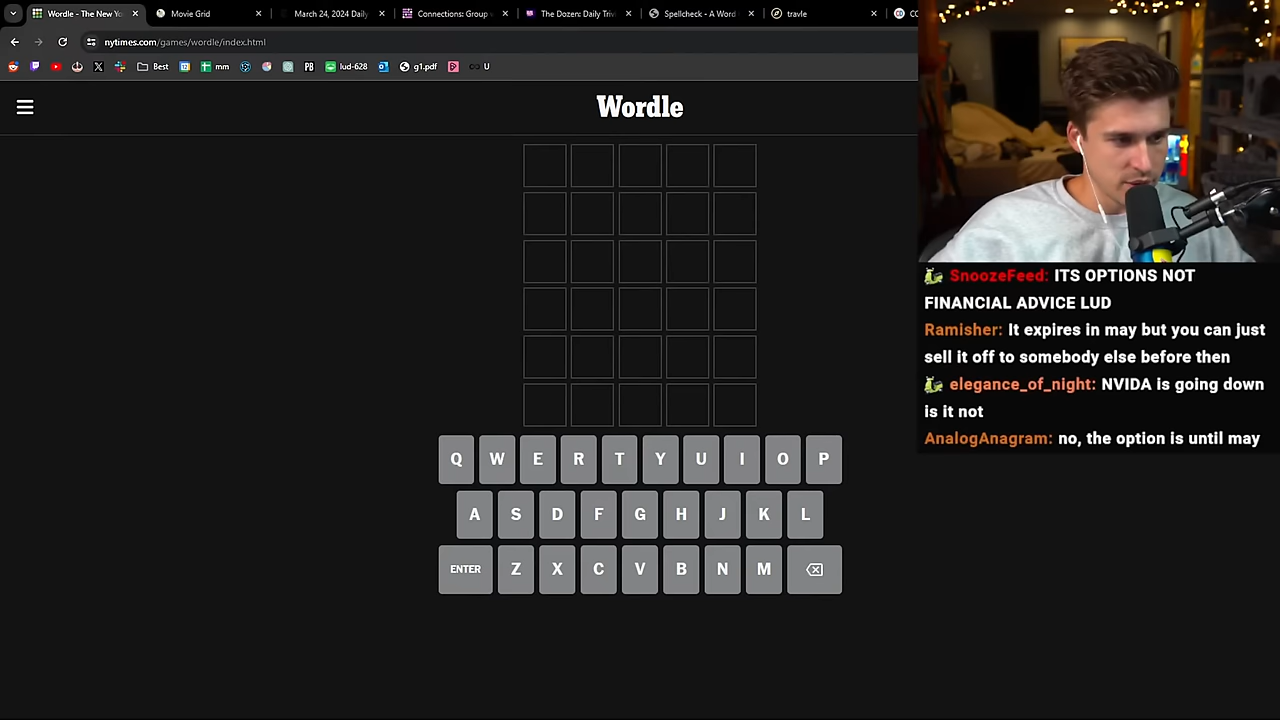 Wordle - The New Yo
Movie Grid
March 24, 2024 Daily
Connections: Group
The Dozen: Daily Triv
Spellcheck - A Word
travle
nytimes.com/games/wordle/index.html
Best
mm
lud-628
g1.pdf
U
Wordle
Q W E R T Y U I O P
A S D F G H J K L
ENTER Z X C V B N M
SnoozeFeed: ITS OPTIONS NOT
FINANCIAL ADVICE LUD
Ramisher: It expires in may but you can just
sell it off to somebody else before then
elegance_of_night: NVIDA is going down
is it not
AnalogAnagram: no, the option is until may